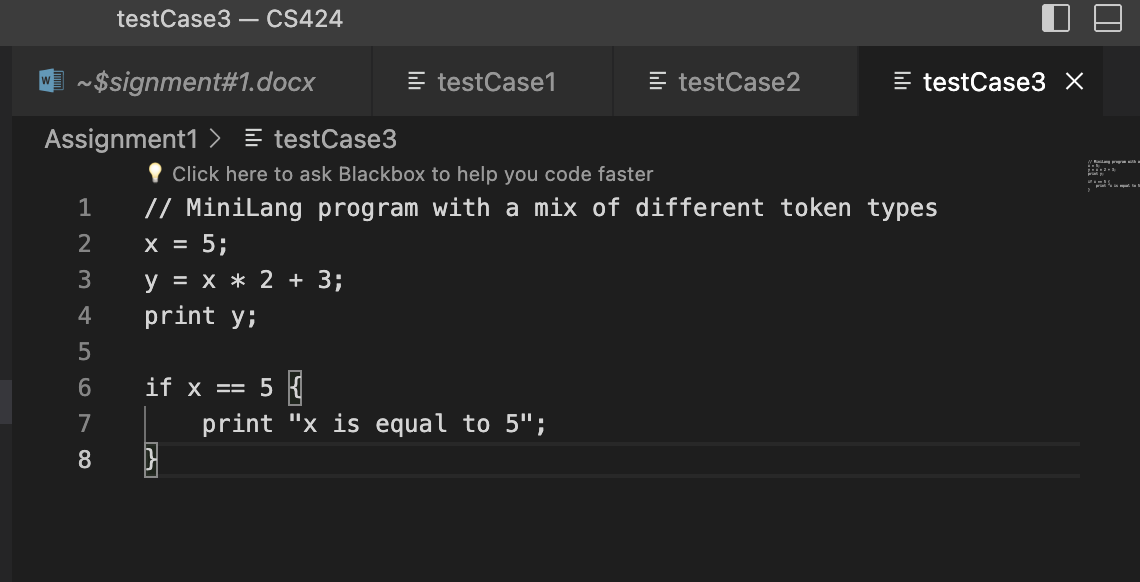 testCase3 — CS424
~$signment#1.docx testCase1 testCase2 testCase3
Assignment1 > testCase3
Click here to ask Blackbox to help you code faster
1 // MiniLang program with a mix of different token types
2 x = 5;
3 y = x * 2 + 3;
4 print y;
5
6 if x == 5 {
7     print "x is equal to 5";
8 }